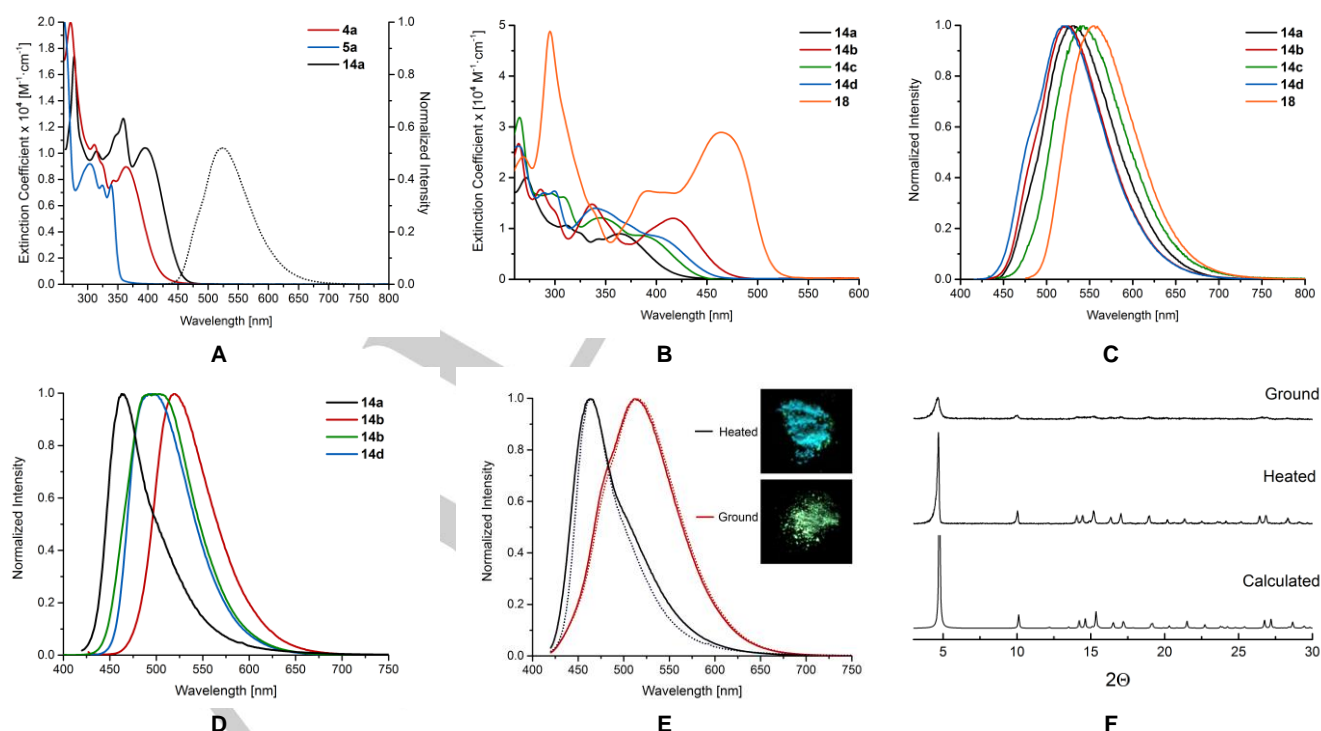 Extinction Coefficient x 10⁴ [M⁻¹·cm⁻¹]
2.0
1.8
1.6
1.4
1.2
1.0
0.8
0.6
0.4
0.2
0.0
4a
5a
14a
1.0
0.8
0.6
0.4
0.2
0.0
Normalized Intensity
300 350 400 450 500 550 600 650 700 750 800
Wavelength [nm]
A
Extinction Coefficient x [10⁴ M⁻¹·cm⁻¹]
5
4
3
2
1
0
14a
14b
14c
14d
18
300 350 400 450 500 550 600
Wavelength [nm]
B
Normalized Intensity
1.0
0.8
0.6
0.4
0.2
0.0
14a
14b
14c
14d
18
400 450 500 550 600 650 700 750 800
Wavelength [nm]
C
Normalized Intensity
1.0
0.8
0.6
0.4
0.2
0.0
14a
14b
14b
14d
400 450 500 550 600 650 700 750
Wavelength [nm]
D
Normalized Intensity
1.0
0.8
0.6
0.4
0.2
0.0
Heated
Ground
400 450 500 550 600 650 700 750
Wavelength [nm]
E
Ground
Heated
Calculated
5 10 15 20 25 30
2Θ
F